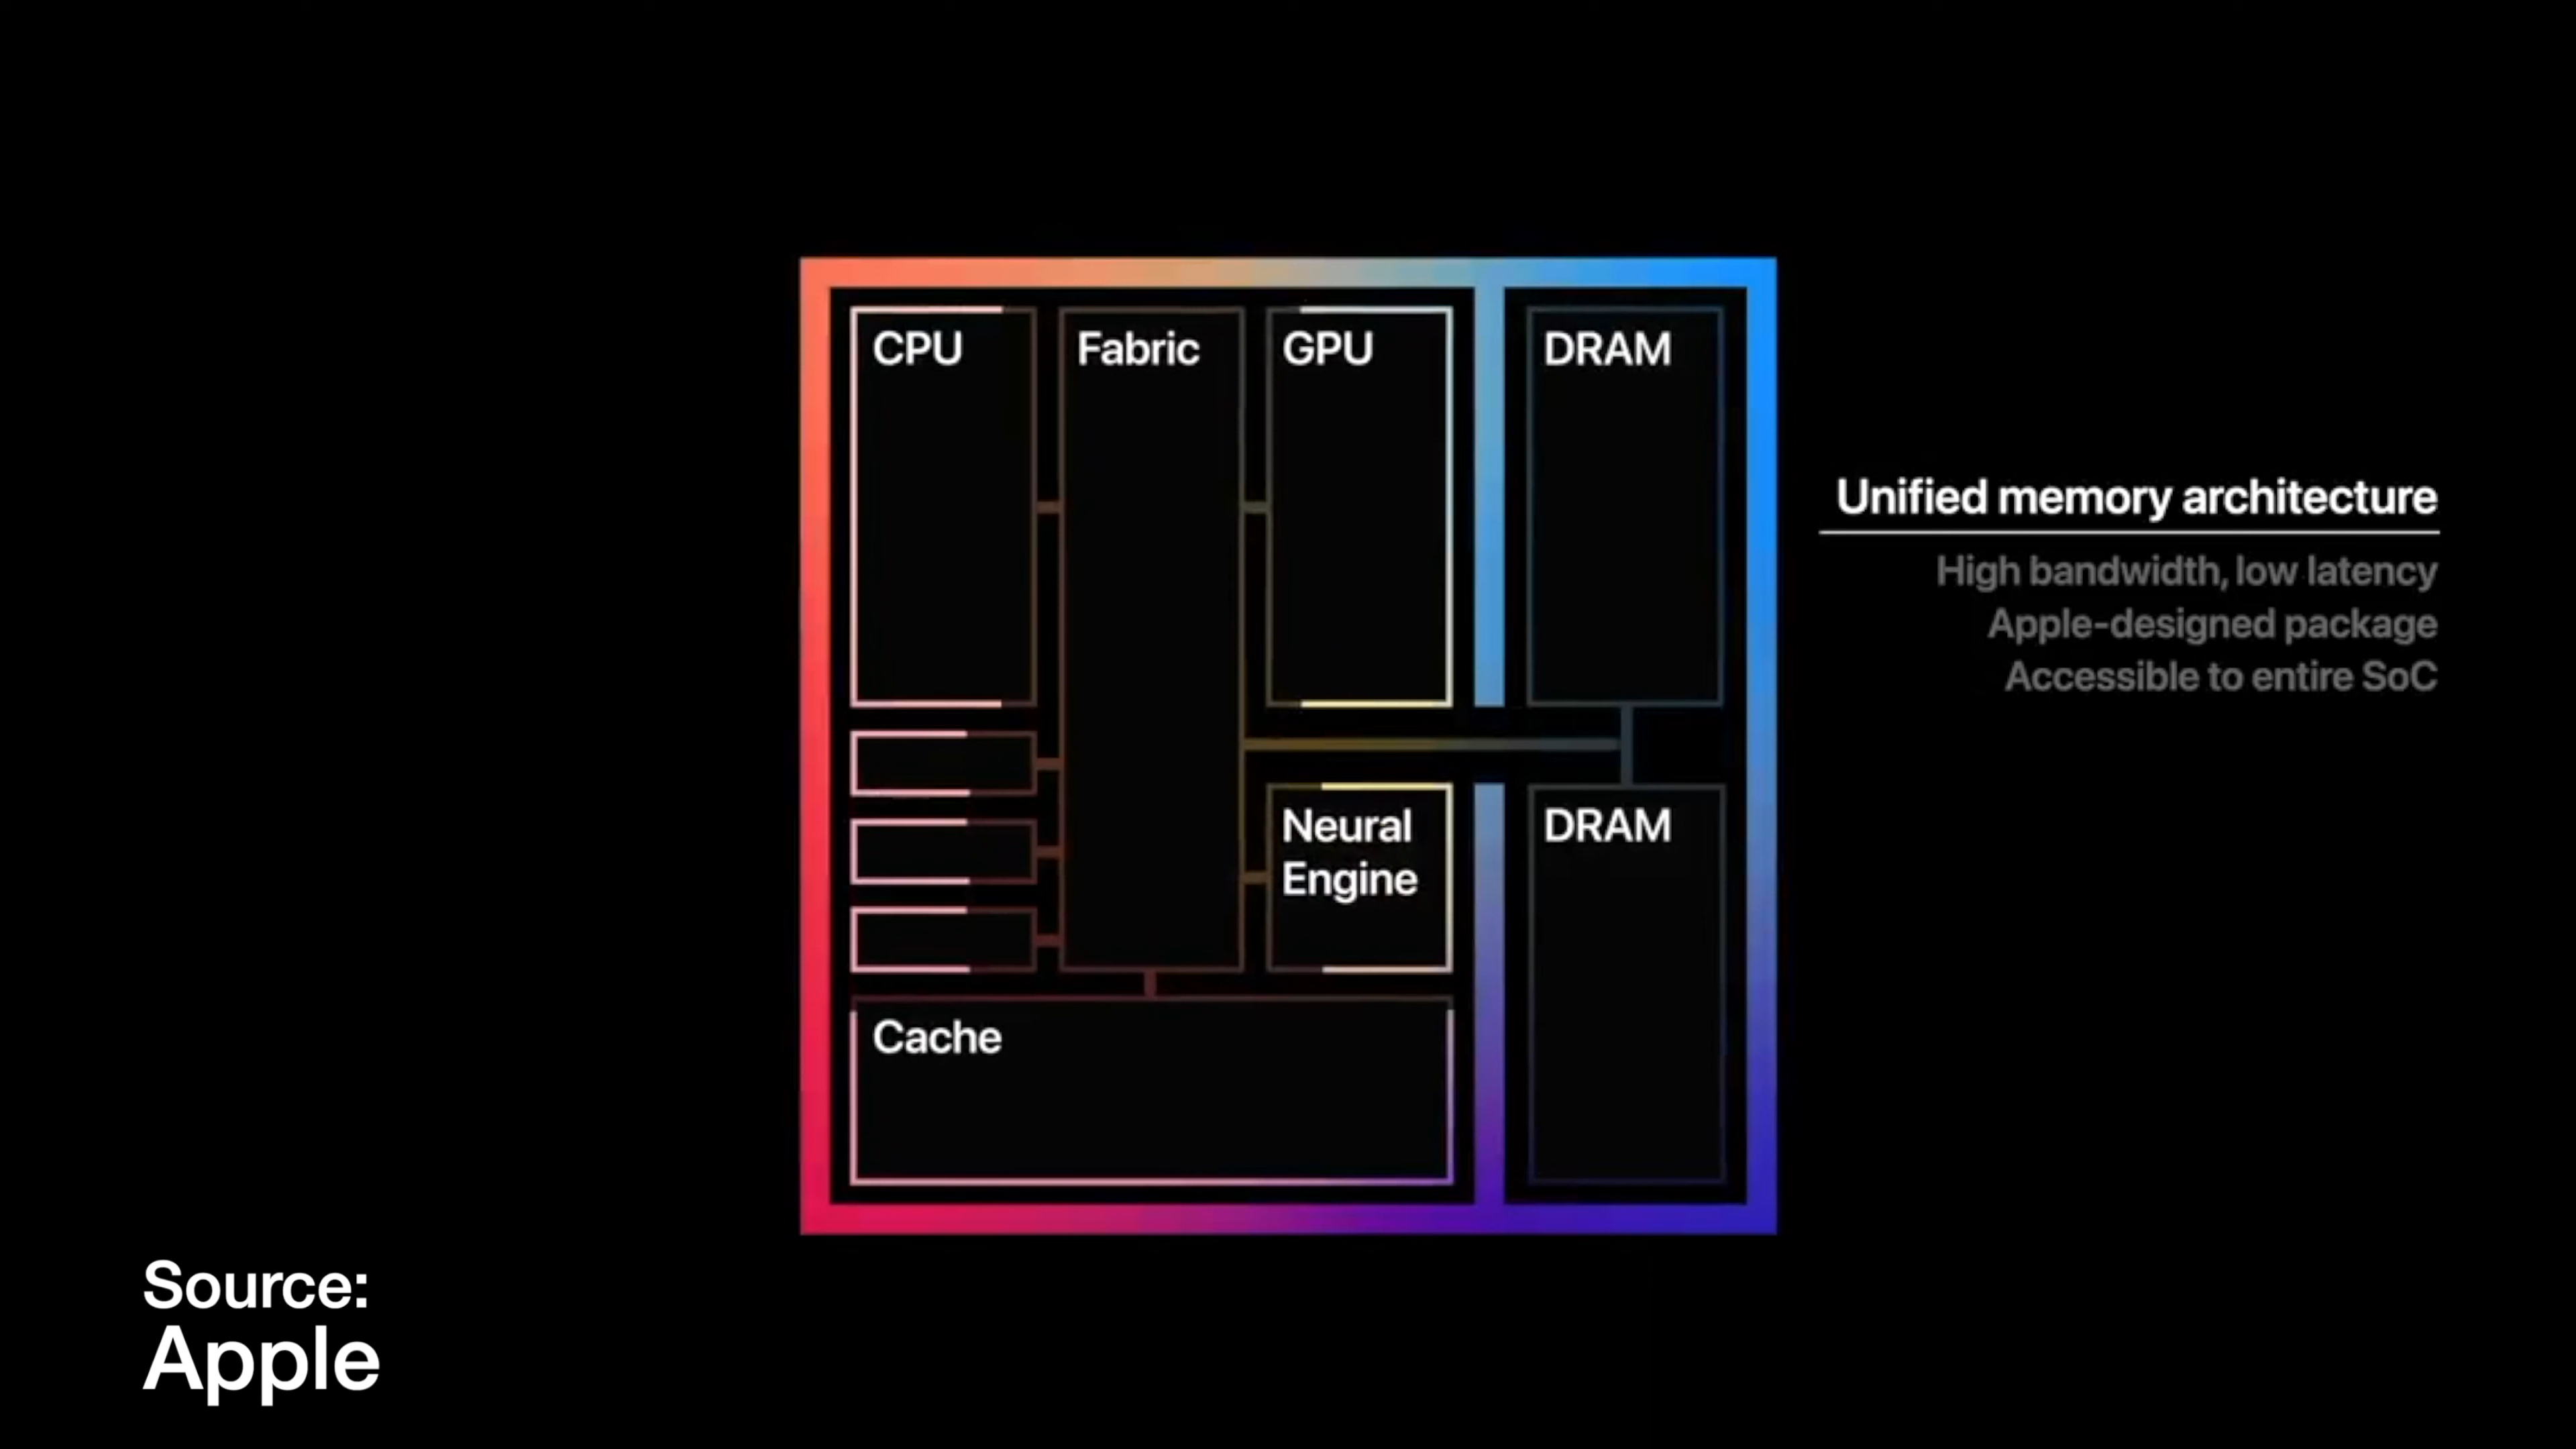 CPU
Fabric
GPU
DRAM
Unified memory architecture
High bandwidth, low latency
Apple-designed package
Accessible to entire SoC
Neural
Engine
DRAM
Cache
Source:
Apple